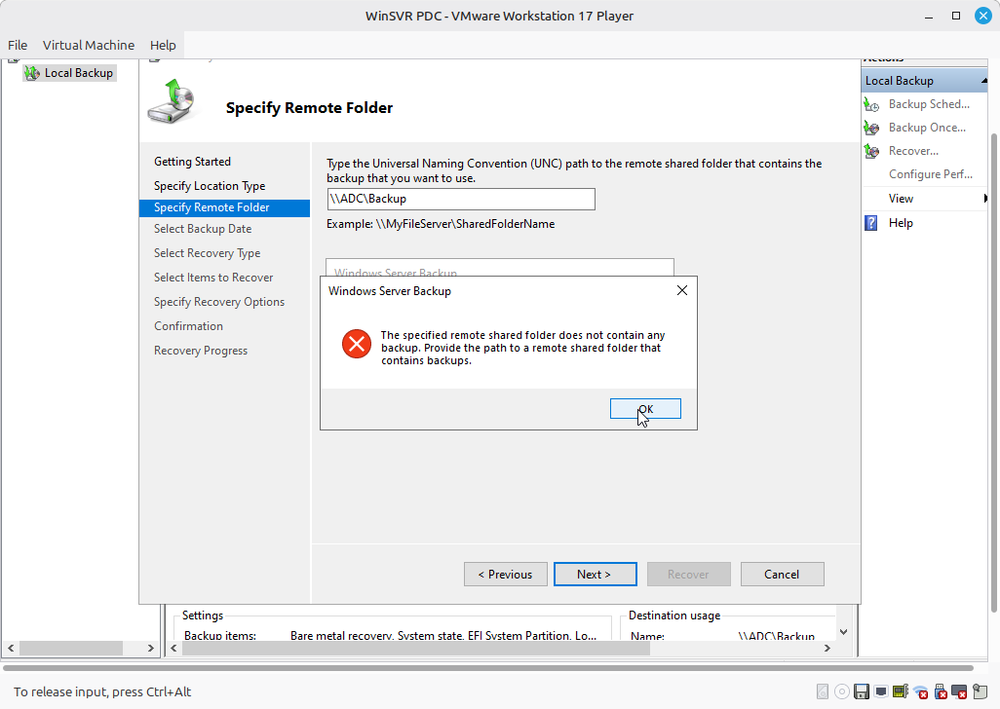 WinSVR PDC - VMware Workstation 17 Player
File Virtual Machine Help
Local Backup
Actions
Local Backup
Backup Sched...
Backup Once...
Recover...
Configure Perf...
View
Help
Specify Remote Folder
Getting Started
Specify Location Type
Specify Remote Folder
Select Backup Date
Select Recovery Type
Select Items to Recover
Specify Recovery Options
Confirmation
Recovery Progress
Type the Universal Naming Convention (UNC) path to the remote shared folder that contains the
backup that you want to use.
\\ADC\Backup
Example: \\MyFileServer\SharedFolderName
Windows Server Backup
Windows Server Backup
The specified remote shared folder does not contain any
backup. Provide the path to a remote shared folder that
contains backups.
OK
< Previous Next > Recover Cancel
Settings
Backup items: Bare metal recovery, System state, EFI System Partition, Lo...
Destination usage
Name: \\ADC\Backup
To release input, press Ctrl+Alt